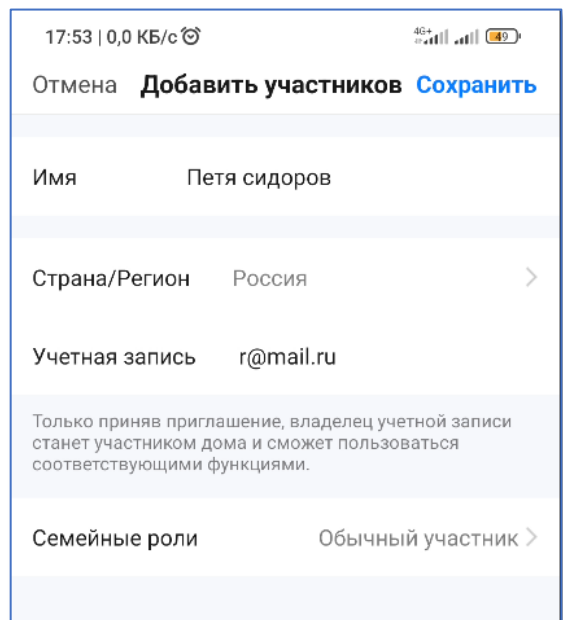 17:53 | 0,0 КБ/с
4G+ 49
Отмена Добавить участников Сохранить
Имя Петя сидоров
Страна/Регион Россия
Учетная запись r@mail.ru
Только приняв приглашение, владелец учетной записи
станет участником дома и сможет пользоваться
соответствующими функциями.
Семейные роли Обычный участник